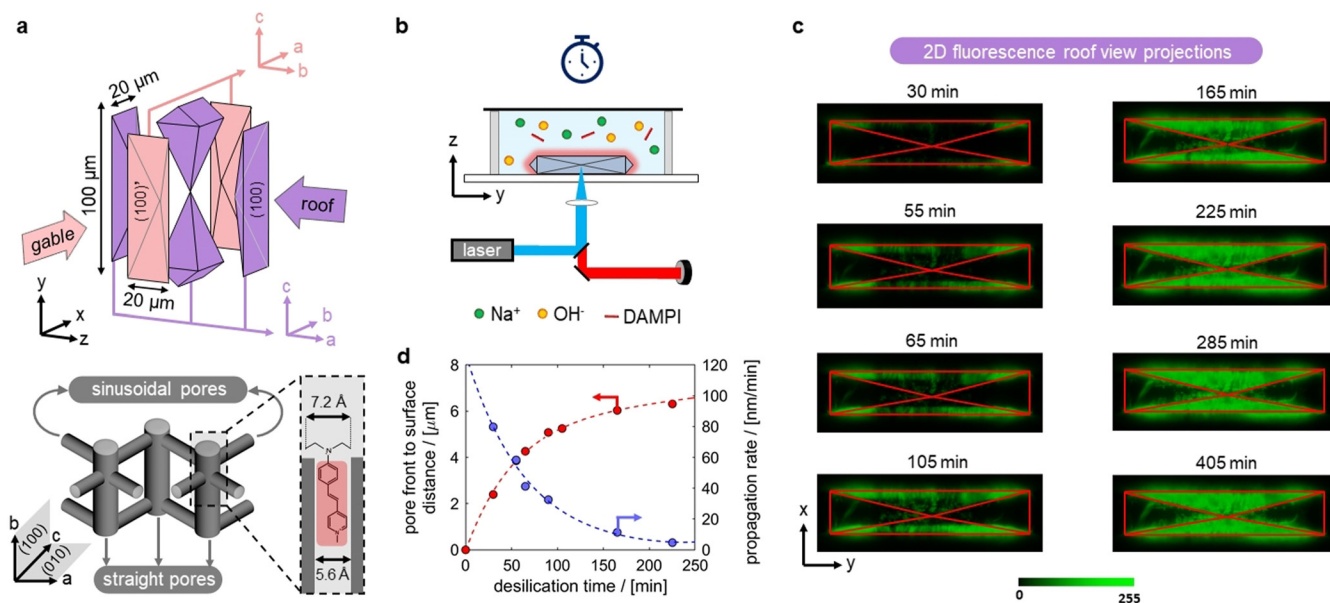 a
c
a
b
20 µm
100 µm
(100)'
(100)
roof
gable
20 µm
y
x
z
c
b
a
sinusoidal pores
7.2 Å
N
5.6 Å
b
(100)
c
(010)
a
straight pores
b
z
y
laser
Na⁺ OH⁻ DAMPI
d
8
6
4
2
0
pore front to surface
distance / [µm]
120
100
80
60
40
20
0
propagation rate / [nm/min]
0 50 100 150 200 250
desilication time / [min]
c
2D fluorescence roof view projections
30 min 165 min
55 min 225 min
65 min 285 min
105 min 405 min
x
y
0 255